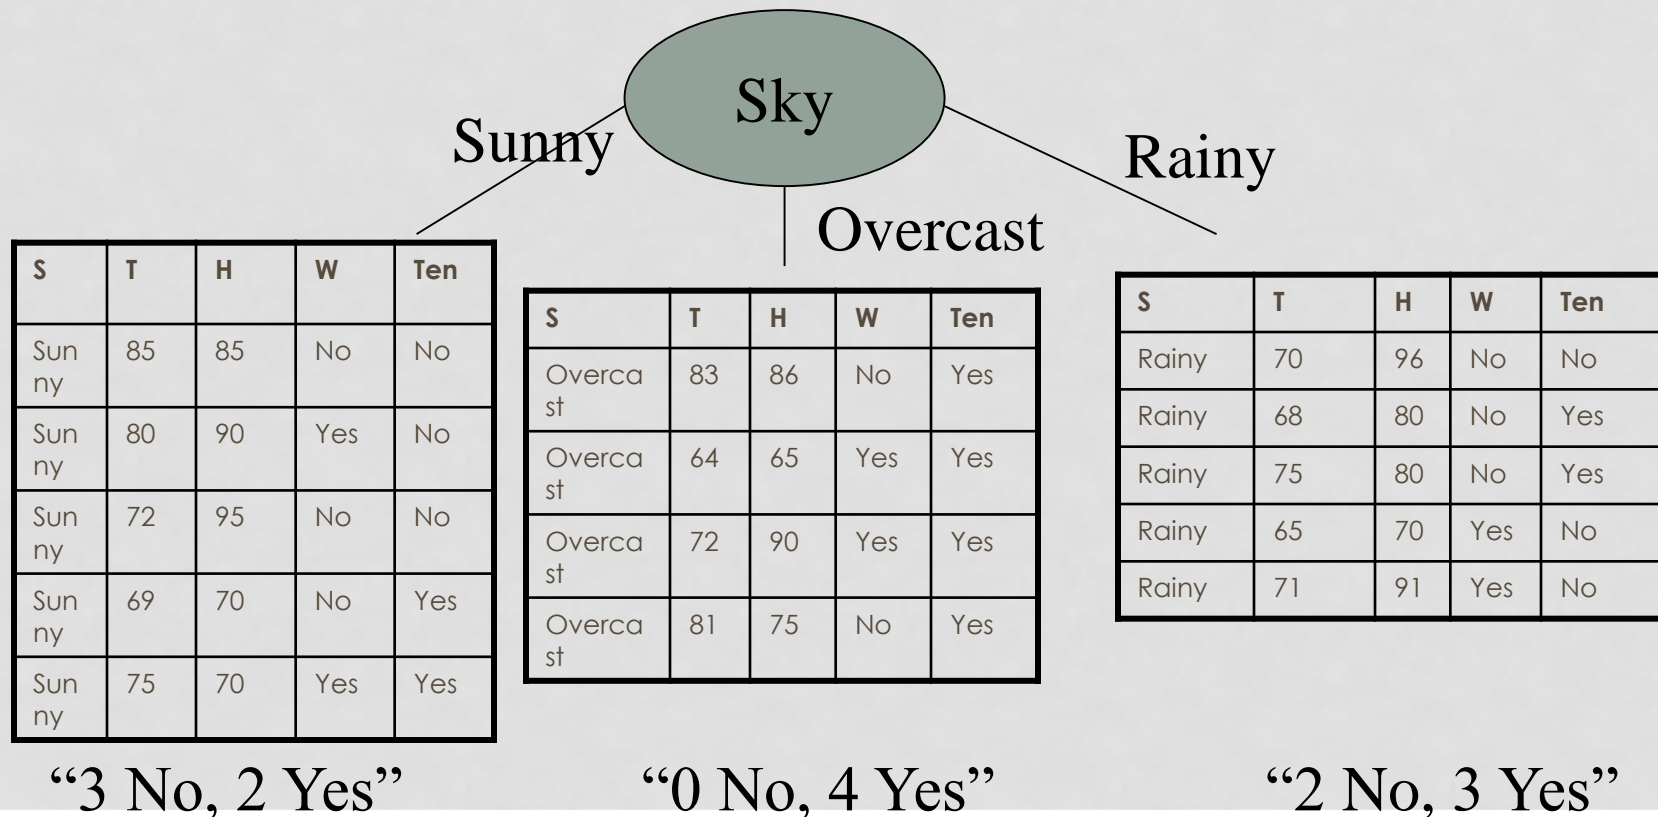 Sky
Sunny
Overcast
Rainy
S T H W Ten
Sun
ny 85 85 No No
Sun
ny 80 90 Yes No
Sun
ny 72 95 No No
Sun
ny 69 70 No Yes
Sun
ny 75 70 Yes Yes
S T H W Ten
Overca
st 83 86 No Yes
Overca
st 64 65 Yes Yes
Overca
st 72 90 Yes Yes
Overca
st 81 75 No Yes
S T H W Ten
Rainy 70 96 No No
Rainy 68 80 No Yes
Rainy 75 80 No Yes
Rainy 65 70 Yes No
Rainy 71 91 Yes No
“3 No, 2 Yes”
“0 No, 4 Yes”
“2 No, 3 Yes”